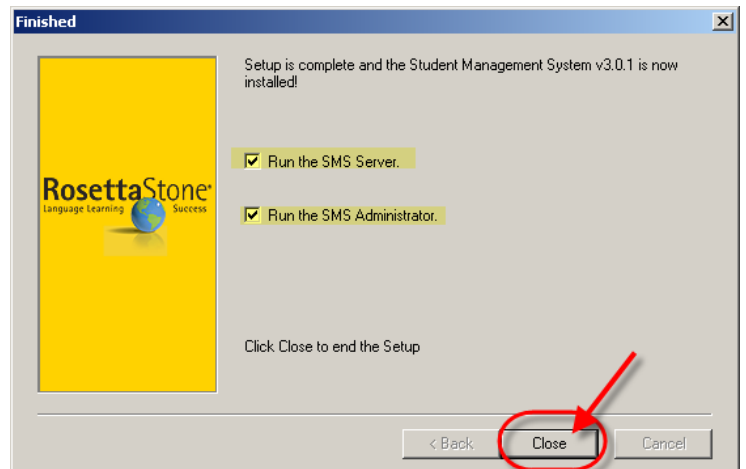 Finished
Setup is complete and the Student Management System v3.0.1 is now
installed!
Run the SMS Server.
RosettaStone®
Language Learning Success
Run the SMS Administrator.
Click Close to end the Setup
< Back Close Cancel